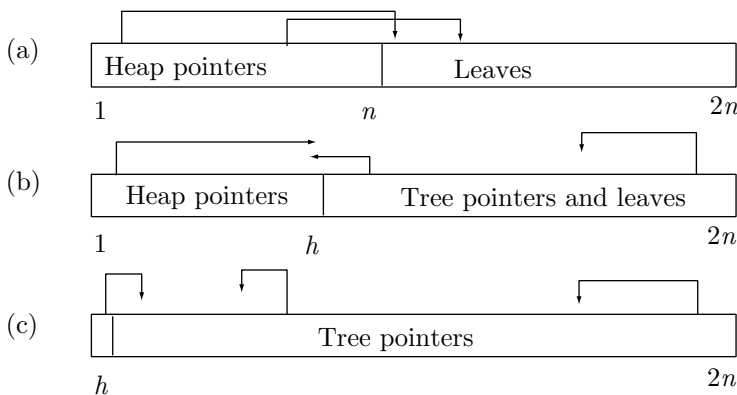 (a)
Heap pointers Leaves
1 n 2n
(b)
Heap pointers Tree pointers and leaves
1 h 2n
(c)
Tree pointers
h 2n